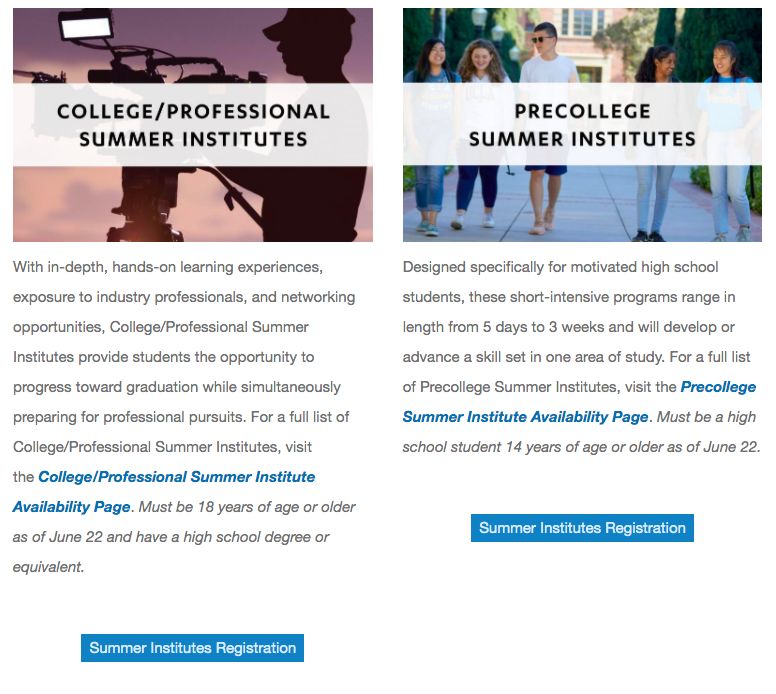 COLLEGE/PROFESSIONAL
SUMMER INSTITUTES
With in-depth, hands-on learning experiences,
exposure to industry professionals, and networking
opportunities, College/Professional Summer
Institutes provide students the opportunity to
progress toward graduation while simultaneously
preparing for professional pursuits. For a full list of
College/Professional Summer Institutes, visit
the College/Professional Summer Institute
Availability Page. Must be 18 years of age or older
as of June 22 and have a high school degree or
equivalent.
Summer Institutes Registration
PRECOLLEGE
SUMMER INSTITUTES
Designed specifically for motivated high school
students, these short-intensive programs range in
length from 5 days to 3 weeks and will develop or
advance a skill set in one area of study. For a full list
of Precollege Summer Institutes, visit the Precollege
Summer Institute Availability Page. Must be a high
school student 14 years of age or older as of June 22.
Summer Institutes Registration